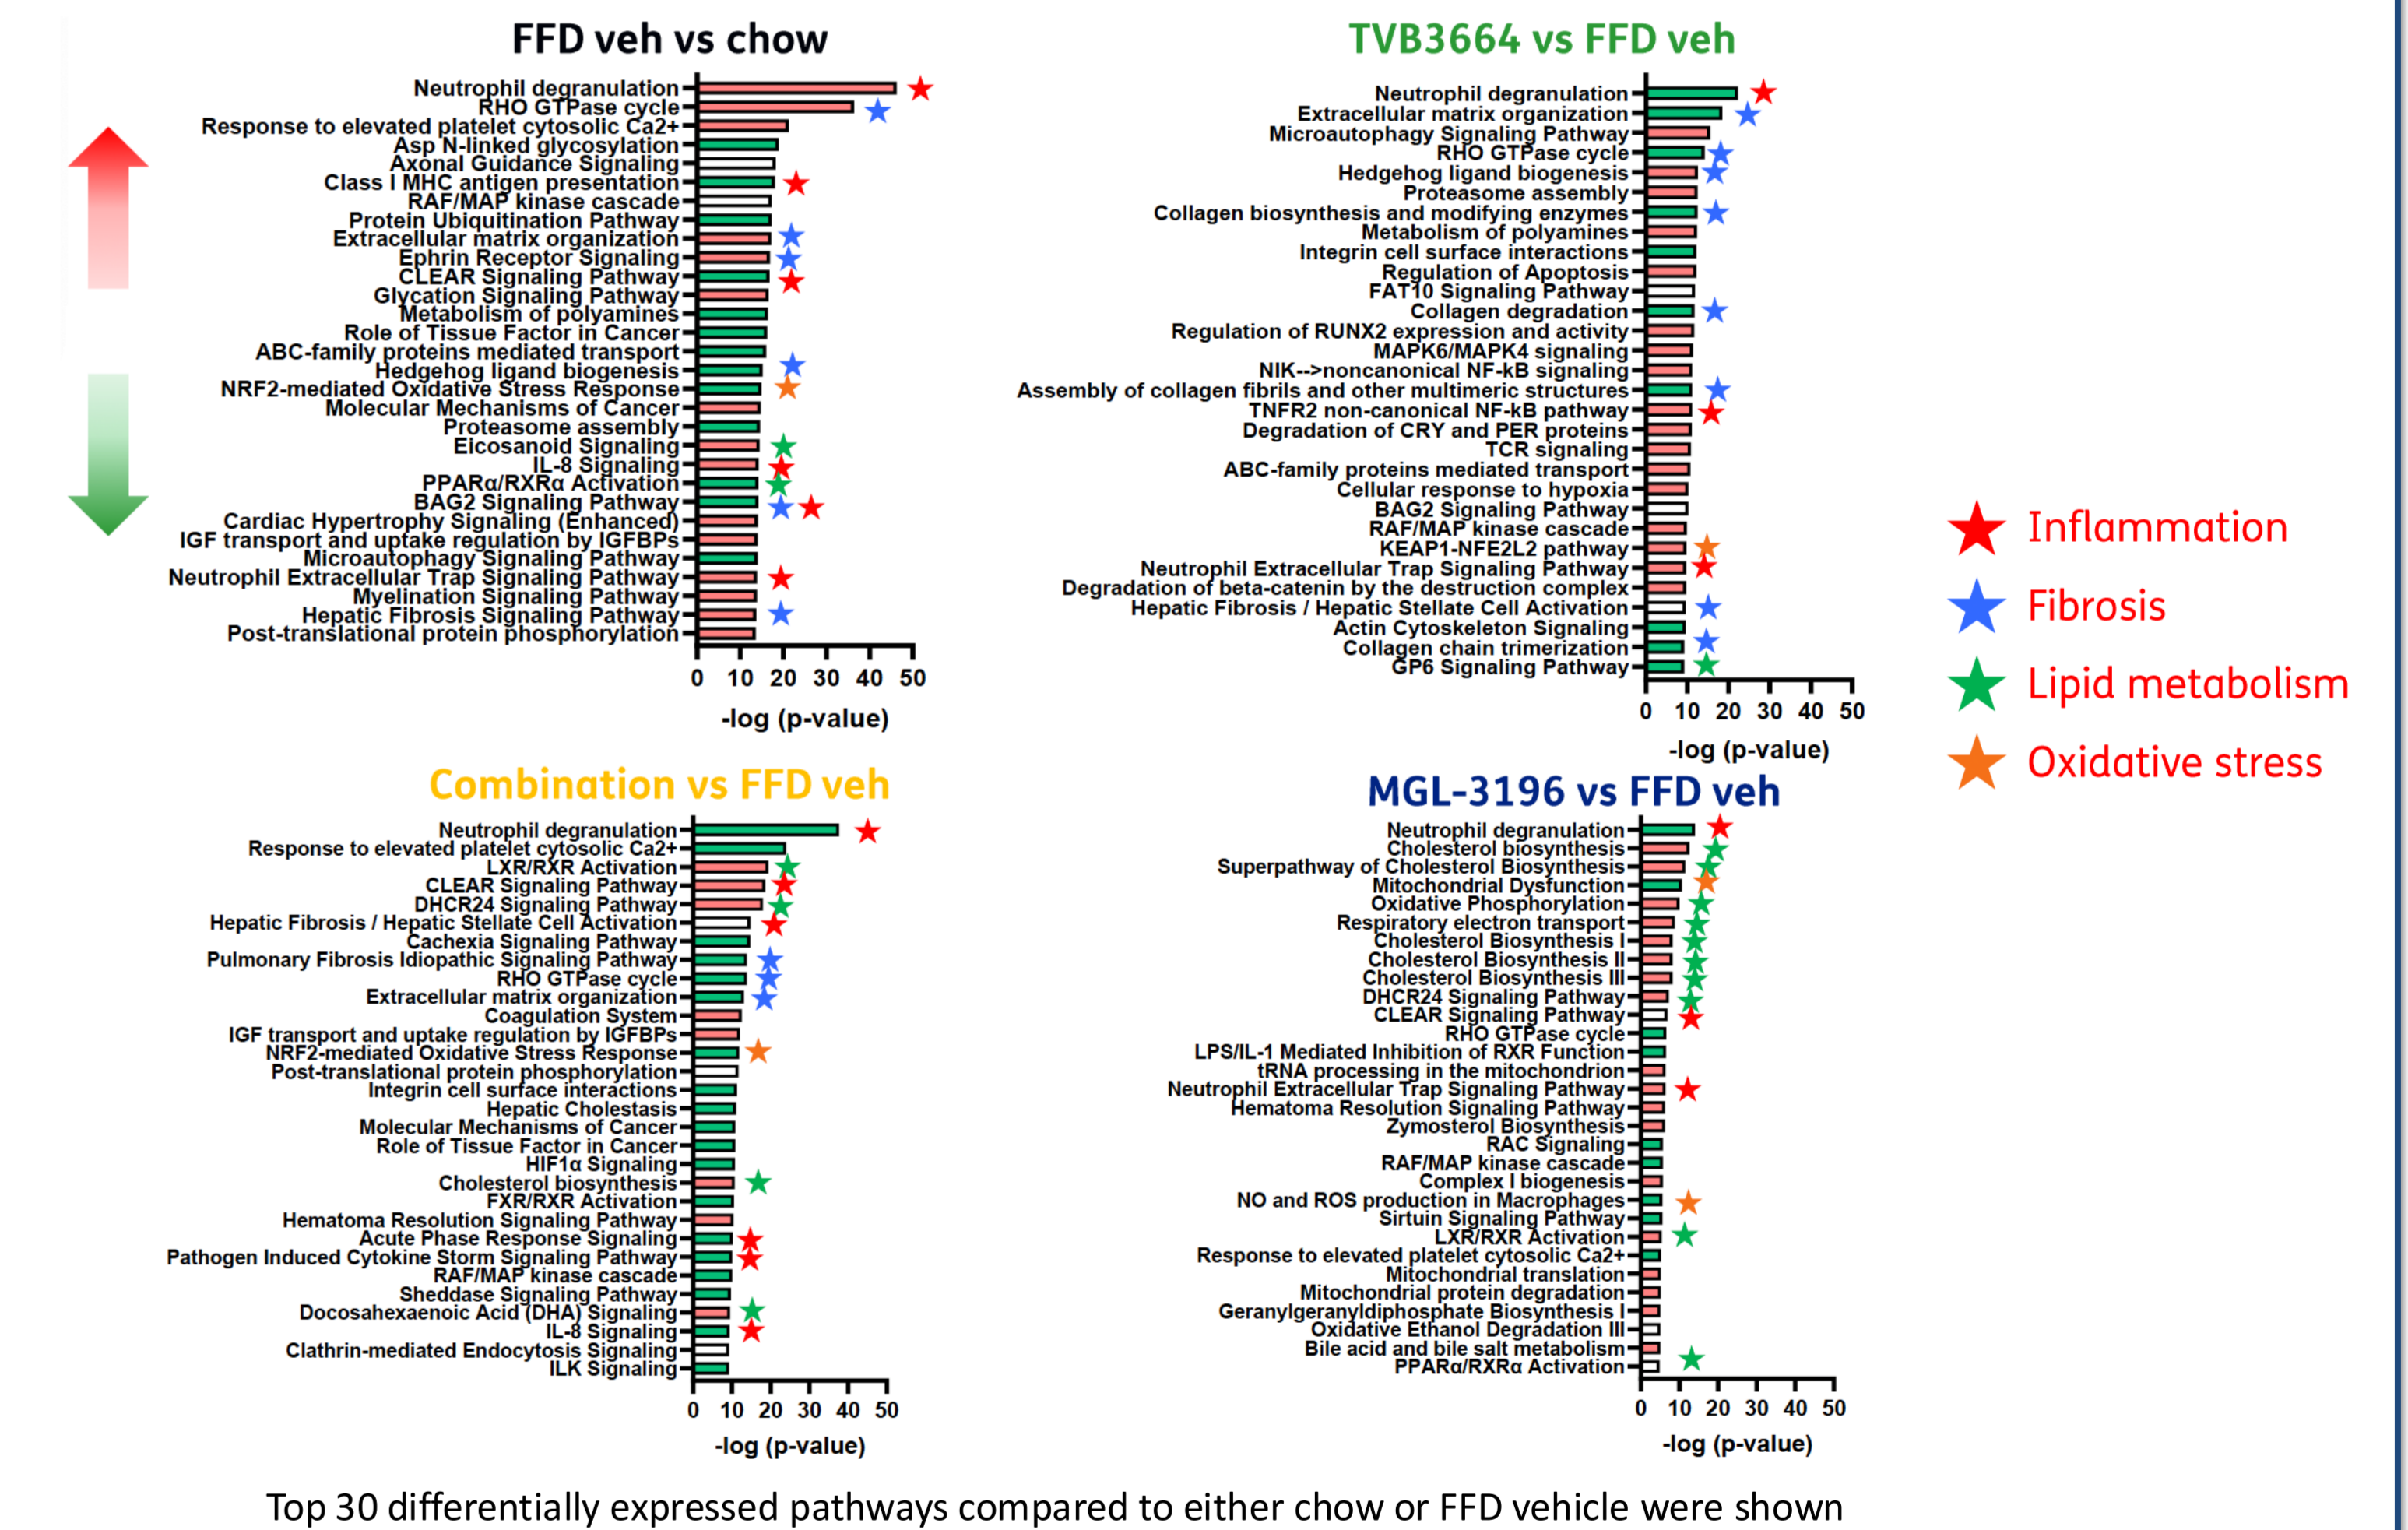 FFD veh vs chow
Neutrophil degranulation
RHO GTPase cycle
Response to elevated platelet cytosolic Ca2+
Asp N-linked glycosylation
Axonal Guidance Signaling
Class I MHC antigen presentation
RAF/MAP kinase cascade
Protein Ubiquitination Pathway
Extracellular matrix organization
Ephrin Receptor Signaling
CLEAR Signaling Pathway
Glycation Signaling Pathway
Metabolism of polyamines
Role of Tissue Factor in Cancer
ABC-family proteins mediated transport
Hedgehog ligand biogenesis
NRF2-mediated Oxidative Stress Response
Molecular Mechanisms of Cancer
Proteasome assembly
Eicosanoid Signaling
IL-8 Signaling
PPARα/RXRα Activation
BAG2 Signaling Pathway
Cardiac Hypertrophy Signaling (Enhanced)
IGF transport and uptake regulation by IGFBPs
Microautophagy Signaling Pathway
Neutrophil Extracellular Trap Signaling Pathway
Myelination Signaling Pathway
Hepatic Fibrosis Signaling Pathway
Post-translational protein phosphorylation
0 10 20 30 40 50
-log (p-value)
TVB3664 vs FFD veh
Neutrophil degranulation
Extracellular matrix organization
Microautophagy Signaling Pathway
RHO GTPase cycle
Hedgehog ligand biogenesis
Proteasome assembly
Collagen biosynthesis and modifying enzymes
Metabolism of polyamines
Integrin cell surface interactions
Regulation of Apoptosis
FAT10 Signaling Pathway
Collagen degradation
Regulation of RUNX2 expression and activity
MAPK6/MAPK4 signaling
NIK-->noncanonical NF-kB signaling
Assembly of collagen fibrils and other multimeric structures
TNFR2 non-canonical NF-kB pathway
Degradation of CRY and PER proteins
TCR signaling
ABC-family proteins mediated transport
Cellular response to hypoxia
BAG2 Signaling Pathway
RAF/MAP kinase cascade
KEAP1-NFE2L2 pathway
Neutrophil Extracellular Trap Signaling Pathway
Degradation of beta-catenin by the destruction complex
Hepatic Fibrosis / Hepatic Stellate Cell Activation
Actin Cytoskeleton Signaling
Collagen chain trimerization
GP6 Signaling Pathway
0 10 20 30 40 50
-log (p-value)
Inflammation
Fibrosis
Lipid metabolism
Oxidative stress
Combination vs FFD veh
Neutrophil degranulation
Response to elevated platelet cytosolic Ca2+
LXR/RXR Activation
CLEAR Signaling Pathway
DHCR24 Signaling Pathway
Hepatic Fibrosis / Hepatic Stellate Cell Activation
Cachexia Signaling Pathway
Pulmonary Fibrosis Idiopathic Signaling Pathway
RHO GTPase cycle
Extracellular matrix organization
Coagulation System
IGF transport and uptake regulation by IGFBPs
NRF2-mediated Oxidative Stress Response
Post-translational protein phosphorylation
Integrin cell surface interactions
Hepatic Cholestasis
Molecular Mechanisms of Cancer
Role of Tissue Factor in Cancer
HIF1α Signaling
Cholesterol biosynthesis
FXR/RXR Activation
Hematoma Resolution Signaling Pathway
Acute Phase Response Signaling
Pathogen Induced Cytokine Storm Signaling Pathway
RAF/MAP kinase cascade
Sheddase Signaling Pathway
Docosahexaenoic Acid (DHA) Signaling
IL-8 Signaling
Clathrin-mediated Endocytosis Signaling
ILK Signaling
0 10 20 30 40 50
-log (p-value)
MGL-3196 vs FFD veh
Neutrophil degranulation
Cholesterol biosynthesis
Superpathway of Cholesterol Biosynthesis
Mitochondrial Dysfunction
Oxidative Phosphorylation
Respiratory electron transport
Cholesterol Biosynthesis I
Cholesterol Biosynthesis II
Cholesterol Biosynthesis III
DHCR24 Signaling Pathway
CLEAR Signaling Pathway
RHO GTPase cycle
LPS/IL-1 Mediated Inhibition of RXR Function
tRNA processing in the mitochondrion
Neutrophil Extracellular Trap Signaling Pathway
Hematoma Resolution Signaling Pathway
Zymosterol Biosynthesis
RAC Signaling
RAF/MAP kinase cascade
Complex I biogenesis
NO and ROS production in Macrophages
Sirtuin Signaling Pathway
LXR/RXR Activation
Response to elevated platelet cytosolic Ca2+
Mitochondrial translation
Mitochondrial protein degradation
Geranylgeranyldiphosphate Biosynthesis I
Oxidative Ethanol Degradation III
Bile acid and bile salt metabolism
PPARα/RXRα Activation
0 10 20 30 40 50
-log (p-value)
Top 30 differentially expressed pathways compared to either chow or FFD vehicle were shown